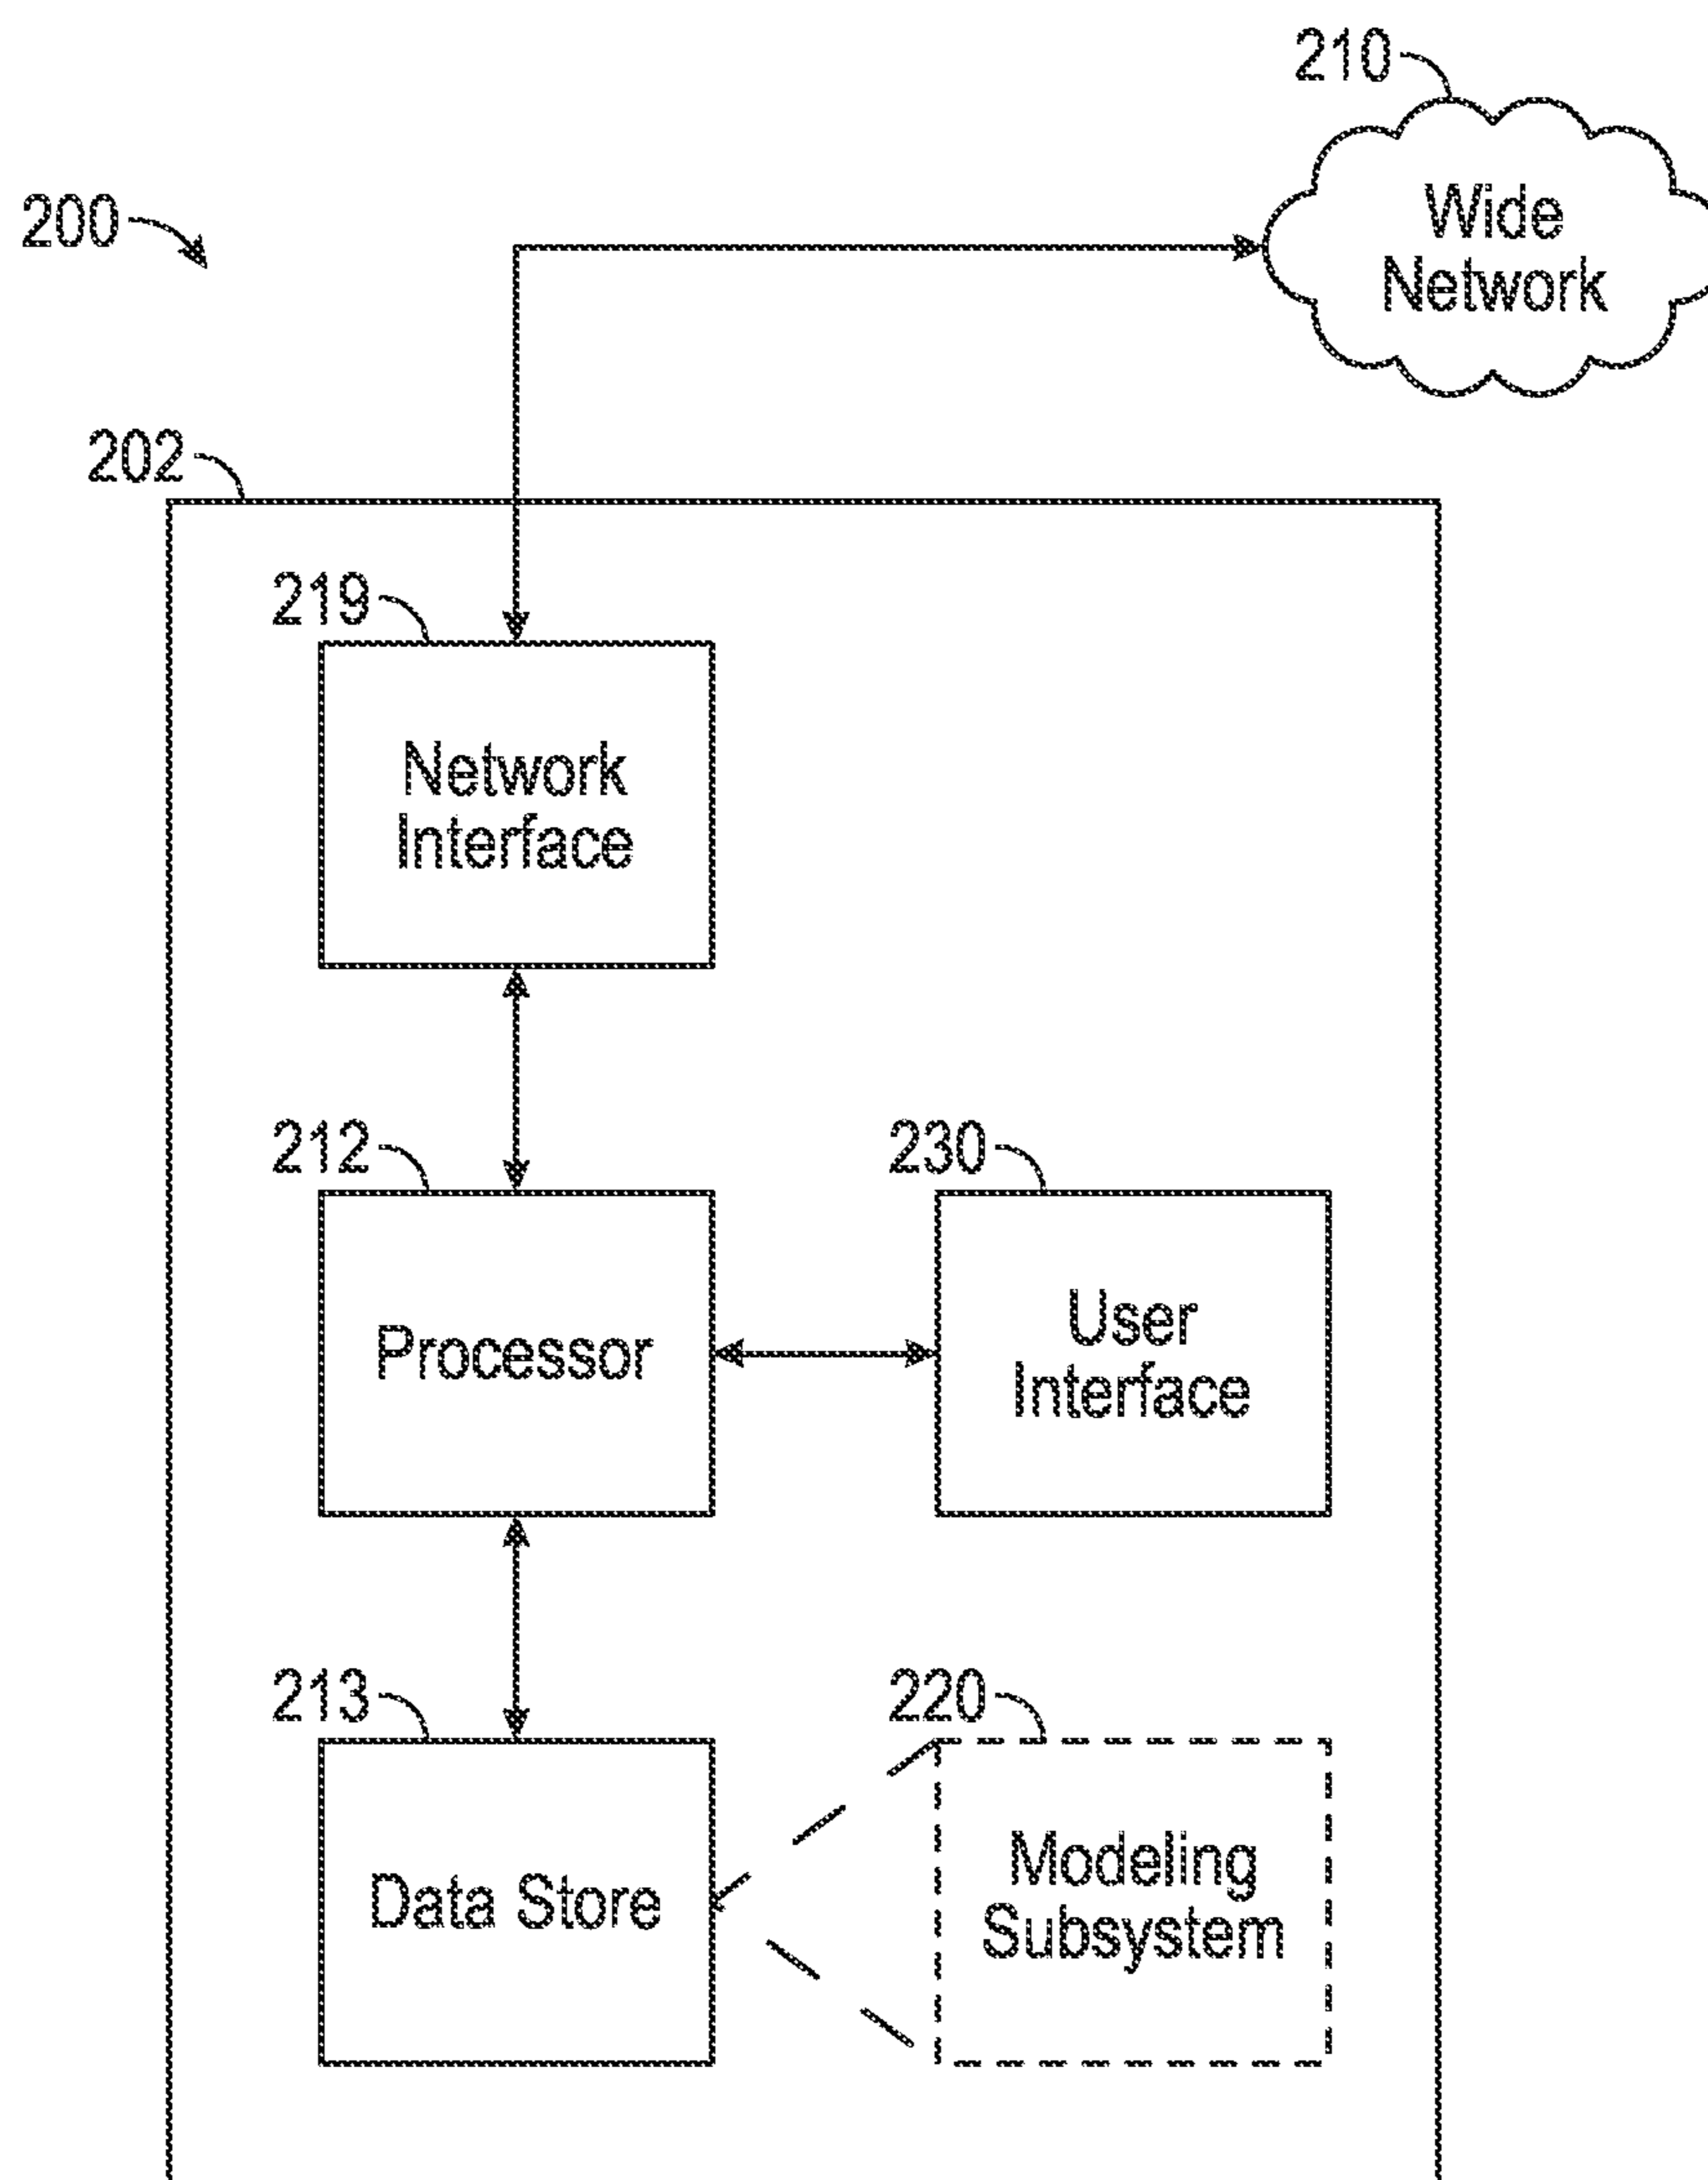 210
Wide
Network
200
202
219
Network
Interface
212
Processor
230
User
Interface
213
Data Store
220
Modeling
Subsystem